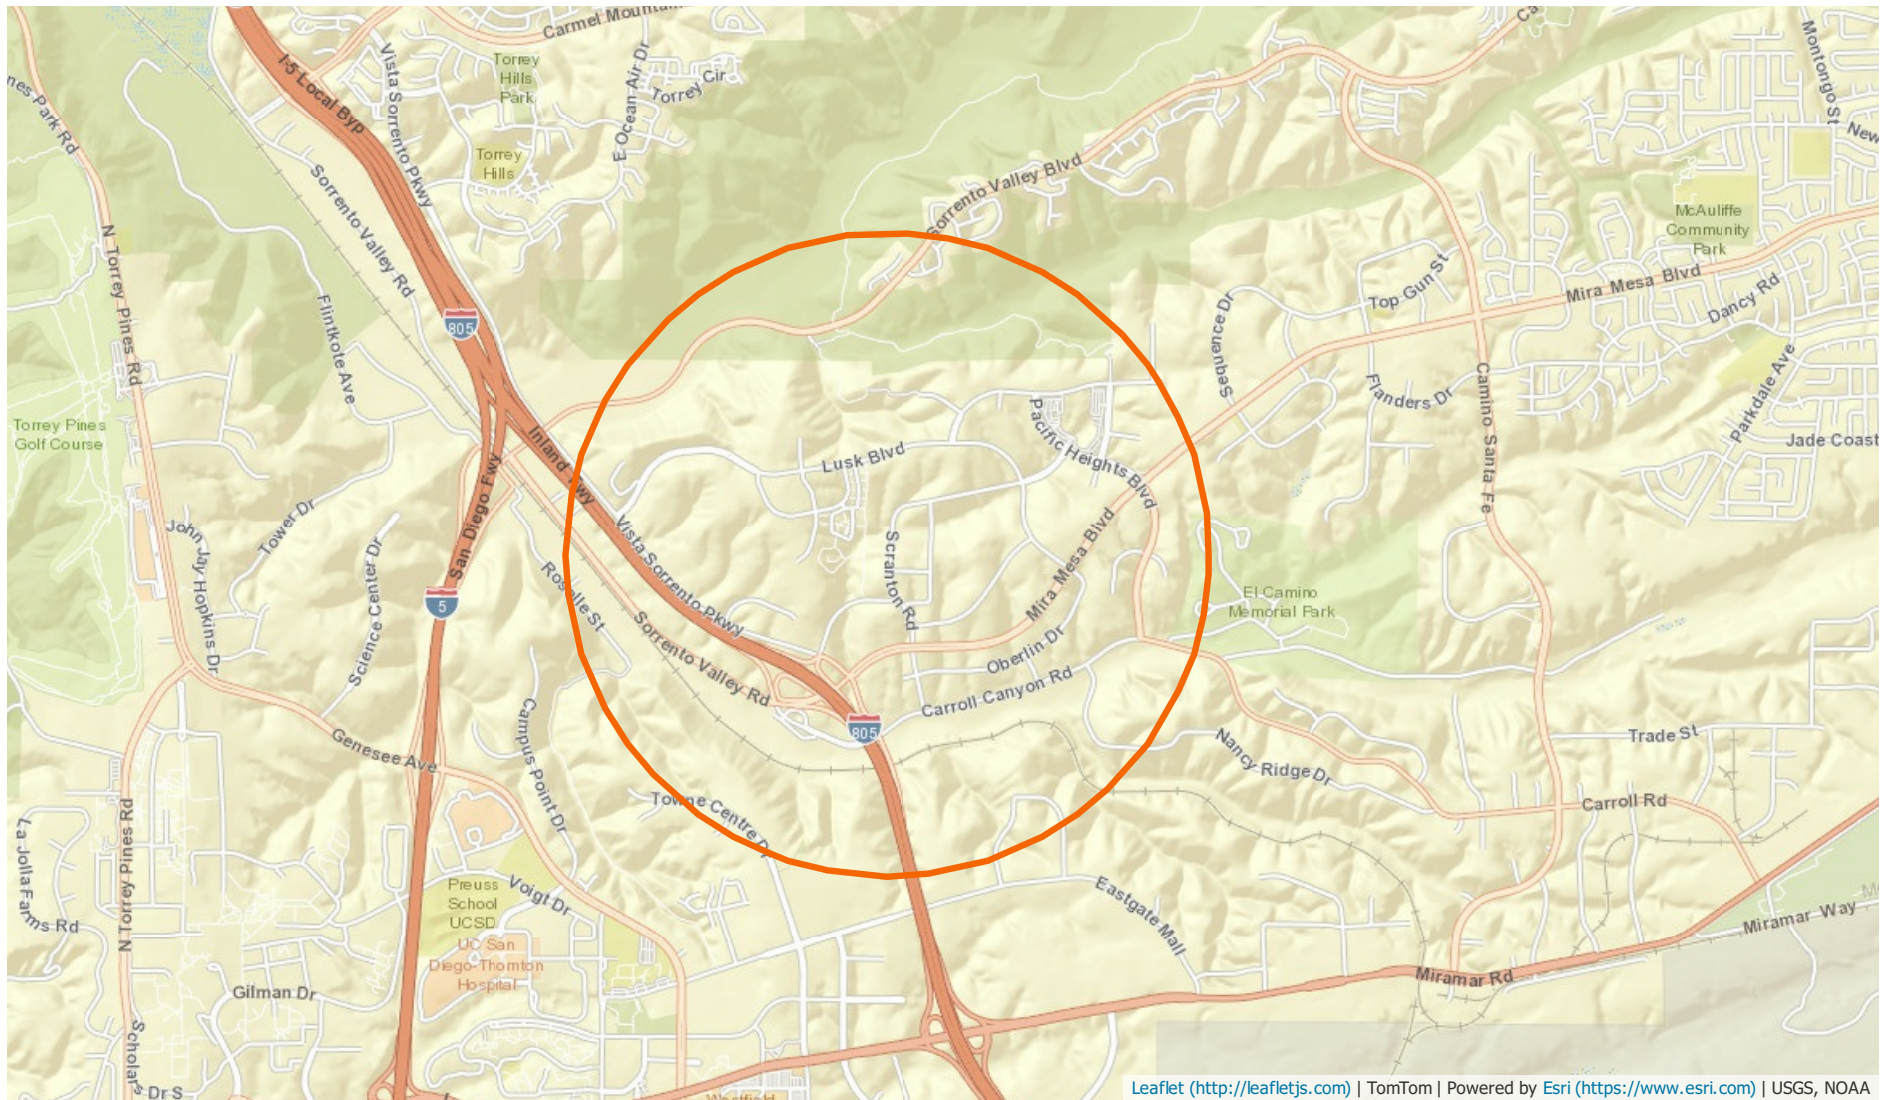 Carmel Mountain
Ca
nes Park Rd
I-5 Local Byp
Vista Sorrento Pkwy
Torrey
Hills
Park
E Ocean Air Dr
Torrey Cir
Montongo St
New
Torrey
Hills
Sorrento Valley Blvd
Sorrento Valley Rd
McAuliffe
Community
Park
N Torrey Pines Rd
Flintkote Ave
805
Sequence Dr
Top Gun St
Mira Mesa Blvd
Dancy Rd
Flanders Dr
Camino Santa Fe
Parkdale Ave
Jade Coast
Torrey Pines
Golf Course
Inland Fwy
San Diego Fwy
Lusk Blvd
Pacific Heights Blvd
John Jay Hopkins Dr
Tower Dr
Science Center Dr
Vista Sorrento Pkwy
Roselle St
Scranton Rd
Mira Mesa Blvd
5
El Camino
Memorial Park
Sorrento Valley Rd
Oberlin Dr
Carroll Canyon Rd
805
Campus Point Dr
Genesee Ave
Nancy Ridge Dr
Trade St
Towne Centre Dr
Carroll Rd
La Jolla Farms Rd
N Torrey Pines Rd
Preuss
School
UCSD
Voigt Dr
UC San
Diego-Thornton
Hospital
Eastgate Mall
Miramar Way
Miramar Rd
Gilman Dr
Scholars Dr S
Westfield
Leaflet (http://leafletjs.com) | TomTom | Powered by Esri (https://www.esri.com) | USGS, NOAA